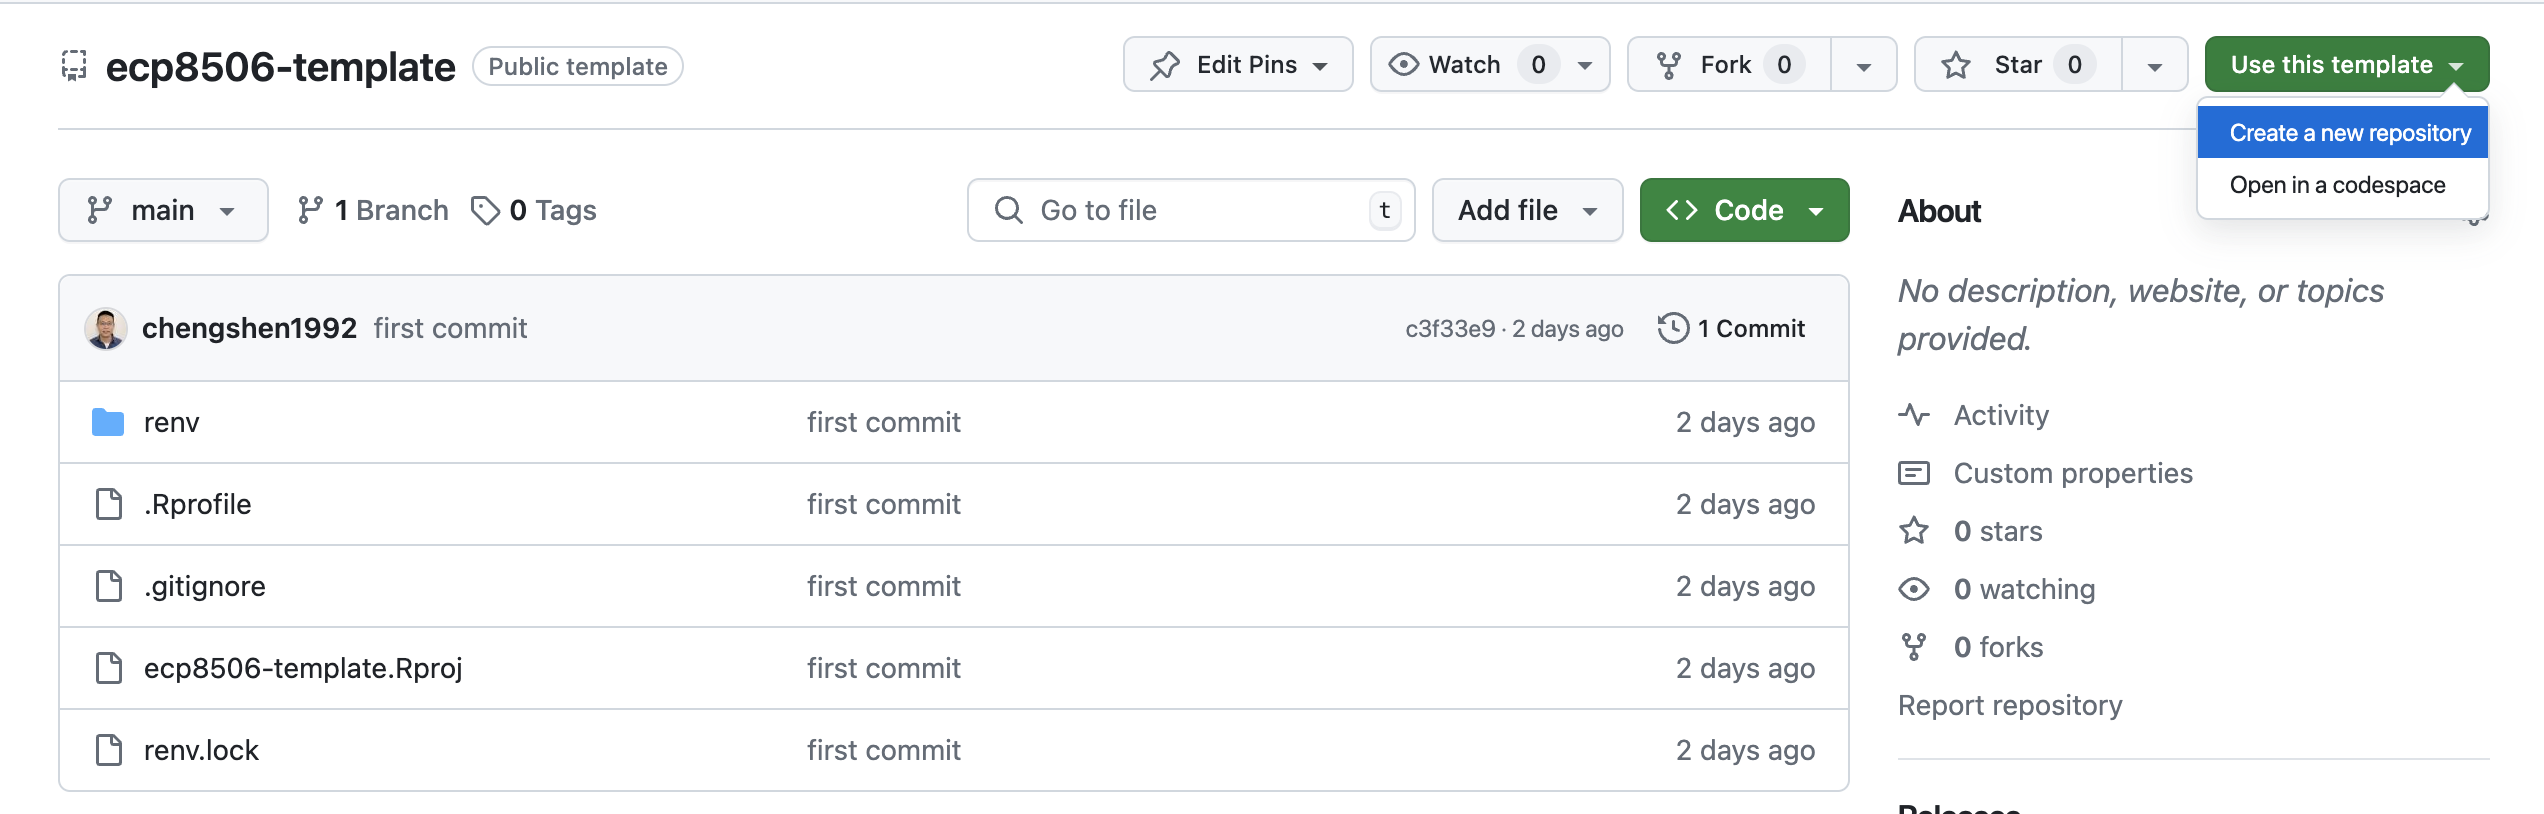 ecp8506-template Public template Edit Pins Watch 0 Fork 0 Star 0 Use this template
Create a new repository
Open in a codespace
main 1 Branch 0 Tags Go to file t Add file Code
chengshen1992 first commit c3f33e9 · 2 days ago 1 Commit
renv first commit 2 days ago
.Rprofile first commit 2 days ago
.gitignore first commit 2 days ago
ecp8506-template.Rproj first commit 2 days ago
renv.lock first commit 2 days ago
About
No description, website, or topics
provided.
Activity
Custom properties
0 stars
0 watching
0 forks
Report repository
Releases